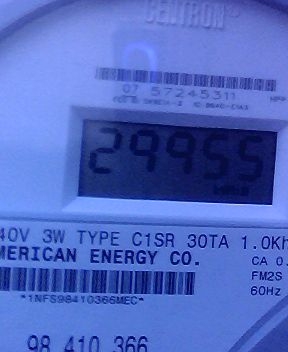 CENTRON
07 57245311
29955
40V 3W TYPE C1SR 30TA 1.0Kh
MERICAN ENERGY CO.
CA 0.
FM2S
*1NFS98410366MEC*
60Hz
98 410 366